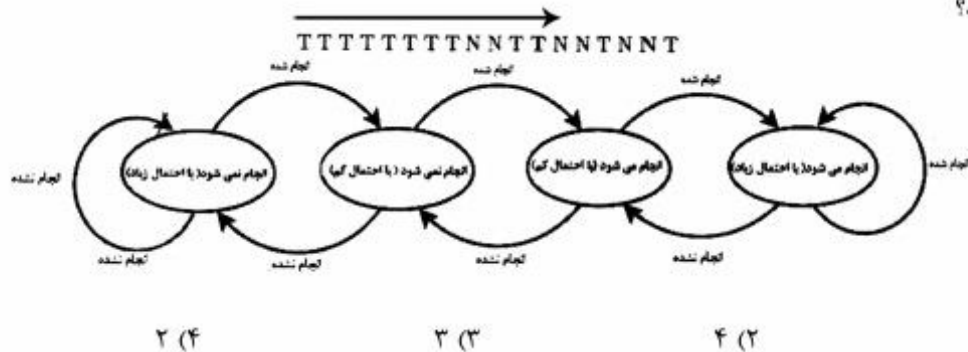 ؟
T T T T T T T T N N T T T N N T N N T
انجام شده
انجام شده
انجام شده
انجام نشده
انجام نمی شود( با احتمال زیاد)
انجام نمی شود ( با احتمال کم)
انجام می شود (با احتمال کم)
انجام می شود( با احتمال زیاد)
انجام شده
انجام نشده
انجام نشده
انجام نشده
انجام نشده
۴ (۲
۳ (۳
۲ (۴